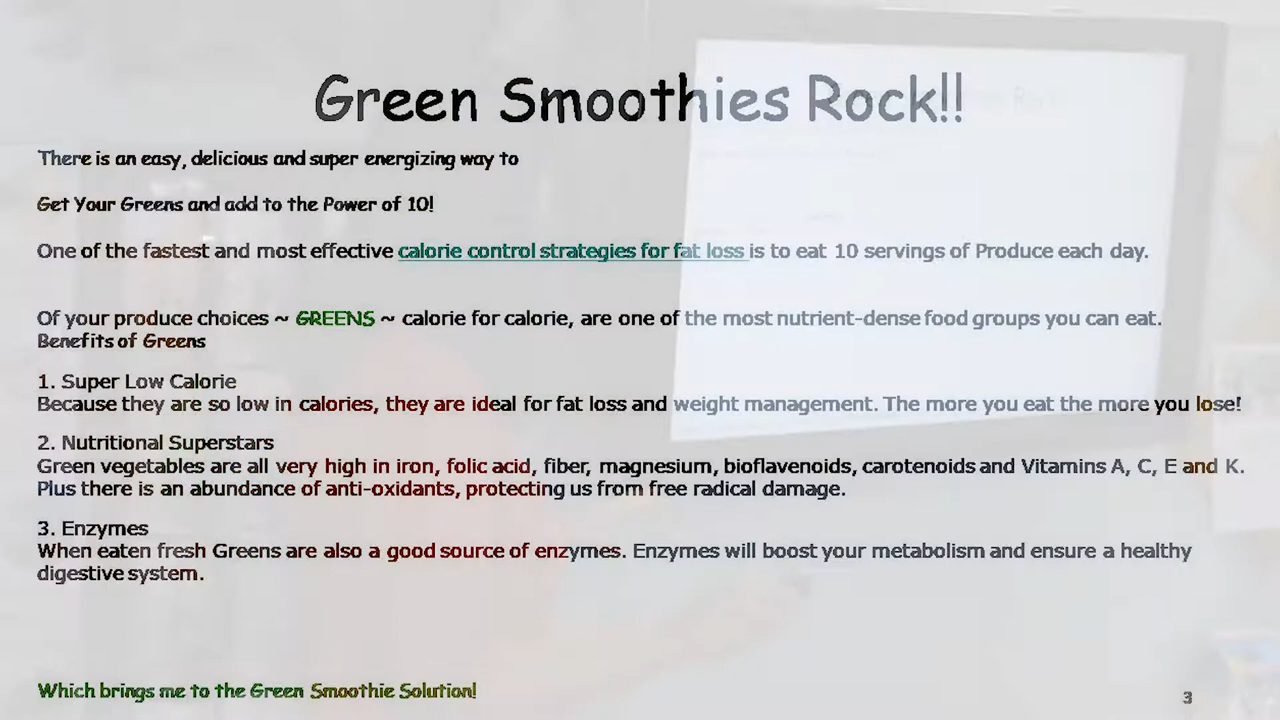 Green Smoothies Rock!!
There is an easy, delicious and super energizing way to
Get Your Greens and add to the Power of 10!
One of the fastest and most effective calorie control strategies for fat loss is to eat 10 servings of Produce each day.
Of your produce choices ~ GREENS ~ calorie for calorie, are one of the most nutrient-dense food groups you can eat.
Benefits of Greens
1. Super Low Calorie
Because they are so low in calories, they are ideal for fat loss and weight management. The more you eat the more you lose!
2. Nutritional Superstars
Green vegetables are all very high in iron, folic acid, fiber, magnesium, bioflavenoids, carotenoids and Vitamins A, C, E and K.
Plus there is an abundance of anti-oxidants, protecting us from free radical damage.
3. Enzymes
When eaten fresh Greens are also a good source of enzymes. Enzymes will boost your metabolism and ensure a healthy
digestive system.
Which brings me to the Green Smoothie Solution!
3